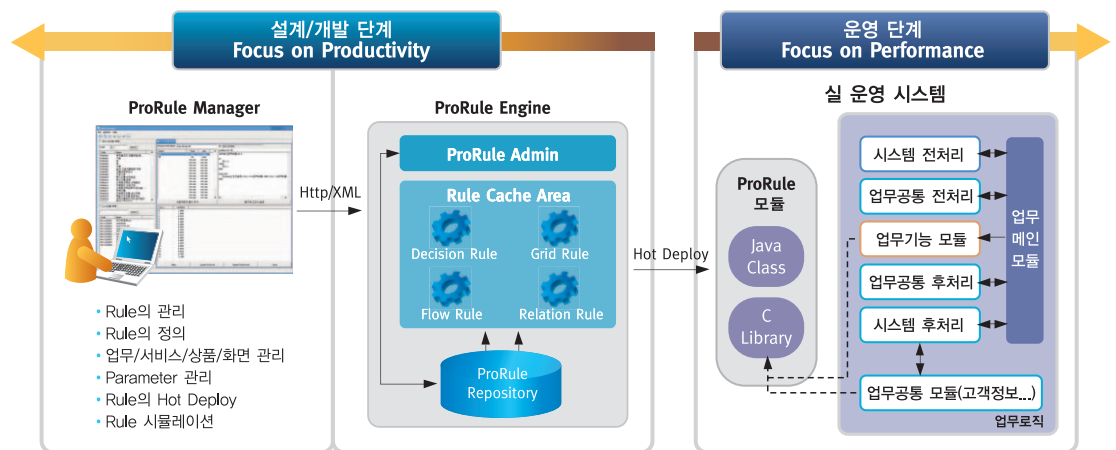 설계/개발 단계
Focus on Productivity
운영 단계
Focus on Performance
ProRule Manager
• Rule의 관리
• Rule의 정의
• 업무/서비스/상품/화면 관리
• Parameter 관리
• Rule의 Hot Deploy
• Rule 시뮬레이션
Http/XML
ProRule Engine
ProRule Admin
Rule Cache Area
Decision Rule
Grid Rule
Flow Rule
Relation Rule
ProRule
Repository
Hot Deploy
실 운영 시스템
ProRule
모듈
Java
Class
C
Library
시스템 전처리
업무공통 전처리
업무기능 모듈
업무공통 후처리
시스템 후처리
업무
메인
모듈
업무공통 모듈(고객정보...)
업무로직